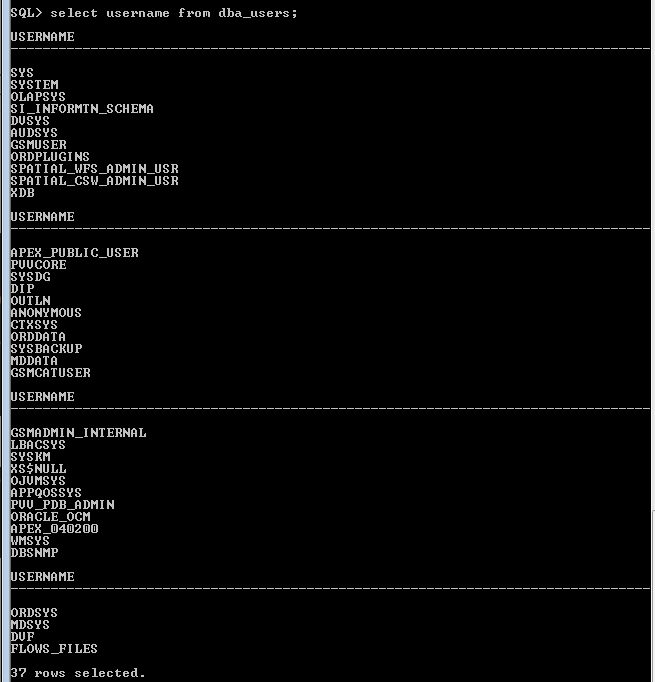 SQL> select username from dba_users;
USERNAME
--------------------------------------------------------------------------------
SYS
SYSTEM
OLAPSYS
SI_INFORMTN_SCHEMA
DVSYS
AUDSYS
GSMUSER
ORDPLUGINS
SPATIAL_WFS_ADMIN_USR
SPATIAL_CSW_ADMIN_USR
XDB
USERNAME
--------------------------------------------------------------------------------
APEX_PUBLIC_USER
PVVCORE
SYSDG
DIP
OUTLN
ANONYMOUS
CTXSYS
ORDDATA
SYSBACKUP
MDDATA
GSMCATUSER
USERNAME
--------------------------------------------------------------------------------
GSMADMIN_INTERNAL
LBACSYS
SYSKM
XS$NULL
OJVMSYS
APPQOSSYS
PVV_PDB_ADMIN
ORACLE_OCM
APEX_040200
WMSYS
DBSNMP
USERNAME
--------------------------------------------------------------------------------
ORDSYS
MDSYS
DVF
FLOWS_FILES
37 rows selected.